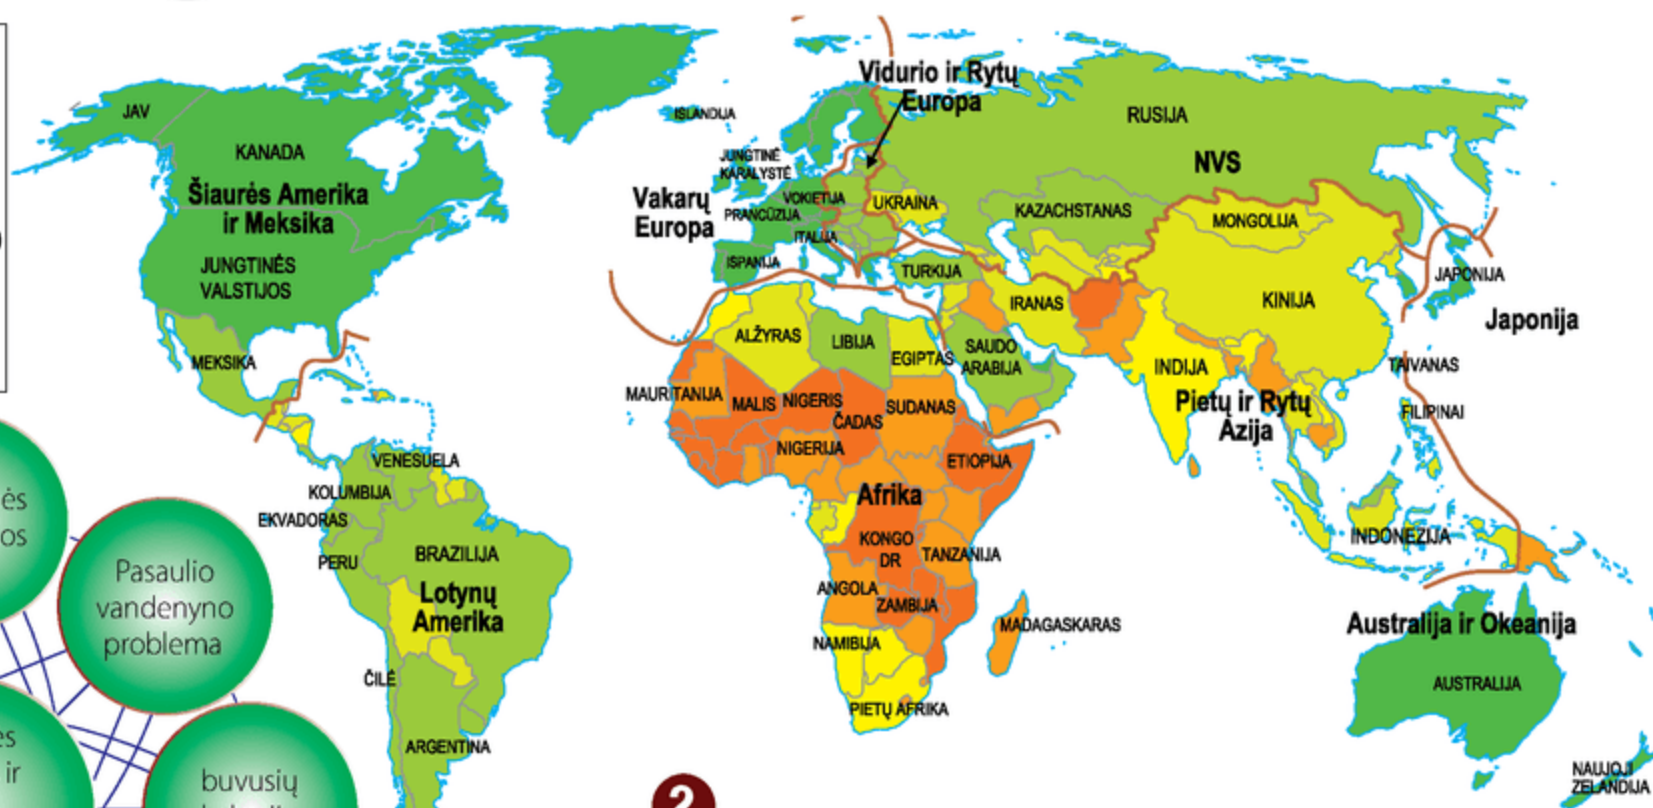 JAV
KANADA
Šiaurės Amerika
ir Meksika
JUNGTINĖS
VALSTIJOS
MEKSIKA
ISLANDIJA
JUNGTINĖ
KARALYSTĖ
Vakarų
Europa
VOKIETIJA
PRANCŪZIJA
ITALIJA
ISPANIJA
Vidurio ir Rytų
Europa
UKRAINA
TURKIJA
RUSIJA
NVS
KAZACHSTANAS
MONGOLIJA
KINIJA
JAPONIJA
Japonija
IRANAS
INDIJA
TAIVANAS
Pietų ir Rytų
Azija
FILIPINAI
INDONEZIJA
ALŽYRAS
LIBIJA
EGIPTAS
SAUDO
ARABIJA
MAURITANIJA
MALIS
NIGERIS
ČADAS
SUDANAS
NIGERIJA
ETIOPIJA
Afrika
KONGO
DR
TANZANIJA
ANGOLA
ZAMBIJA
NAMIBIJA
MADAGASKARAS
PIETŲ AFRIKA
VENESUELA
KOLUMBIJA
EKVADORAS
PERU
BRAZILIJA
Lotynų
Amerika
ČILĖ
ARGENTINA
Australija ir Okeanija
AUSTRALIJA
NAUJOJI
ZELANDIJA
ės
os
Pasaulio
vandenyno
problema
ės
ir
buvusių
2